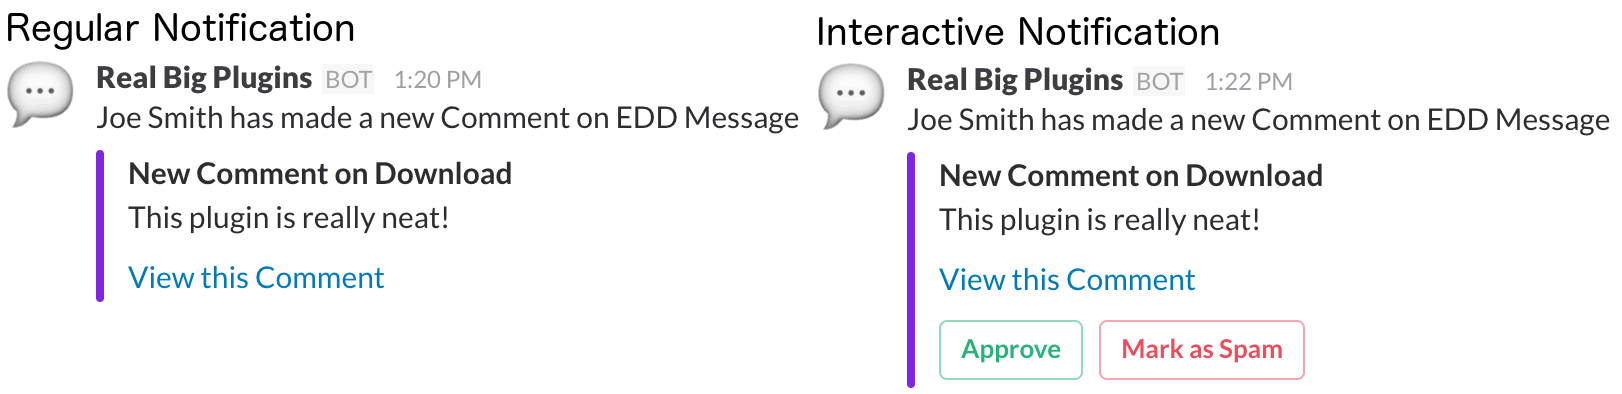 Regular Notification
Real Big Plugins BOT 1:20 PM
Joe Smith has made a new Comment on EDD Message
New Comment on Download
This plugin is really neat!
View this Comment
Interactive Notification
Real Big Plugins BOT 1:22 PM
Joe Smith has made a new Comment on EDD Message
New Comment on Download
This plugin is really neat!
View this Comment
Approve Mark as Spam